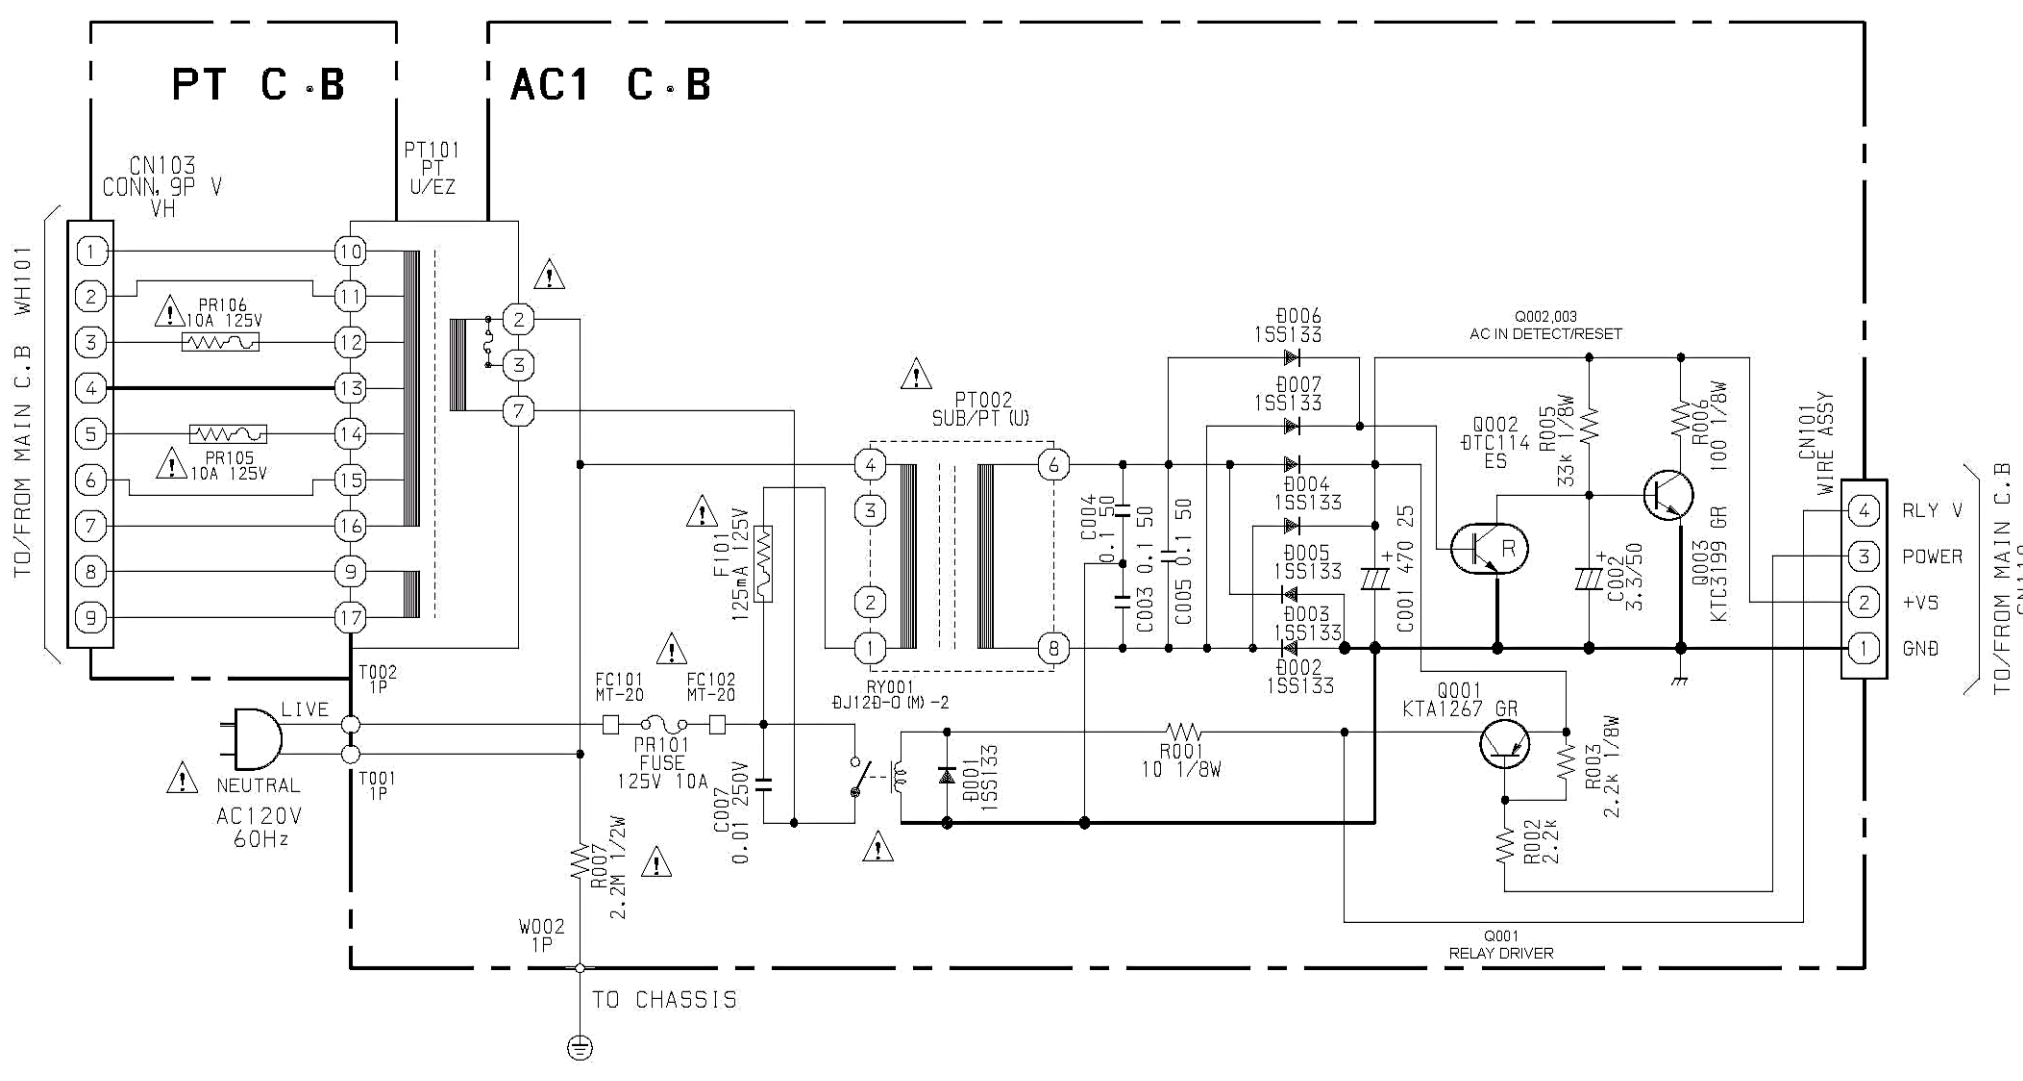 PT C.B
AC1 C.B
CN103
CONN, 9P V
VH
PT101
PT
U/EZ
TO/FROM MAIN C.B WH101
1
2
3
4
5
6
7
8
9
10
11
12
13
14
15
16
9
17
PR106
10A 125V
PR105
10A 125V
2
3
7
T002
1P
LIVE
NEUTRAL
AC120V
60Hz
T001
1P
FC101
MT-20
FC102
MT-20
PR101
FUSE
125V 10A
F101
125mA 125V
C007
0.01 250V
R007
2.2M 1/2W
W002
1P
TO CHASSIS
PT002
SUB/PT (U)
4
3
2
1
6
8
RY001
ĐJ12Đ-O (M) -2
Đ001
1SS133
R001
10 1/8W
C004
0.1 50
C003 0.1 50
C005 0.1 50
Đ006
1SS133
Đ007
1SS133
Đ004
1SS133
Đ005
1SS133
Đ003
1SS133
Đ002
1SS133
C001 470 25
+
Q002,003
AC IN DETECT/RESET
Q002
ĐTC114
ES
R
R005
33k 1/8W
R006
100 1/8W
C002
3.3/50
+
Q003
KTC3199 GR
Q001
KTA1267 GR
R003
2.2k 1/8W
R002
2.2k
Q001
RELAY DRIVER
CN101
WIRE ASSY
4 RLY V
3 POWER
2 +VS
1 GNĐ
TO/FROM MAIN C.B